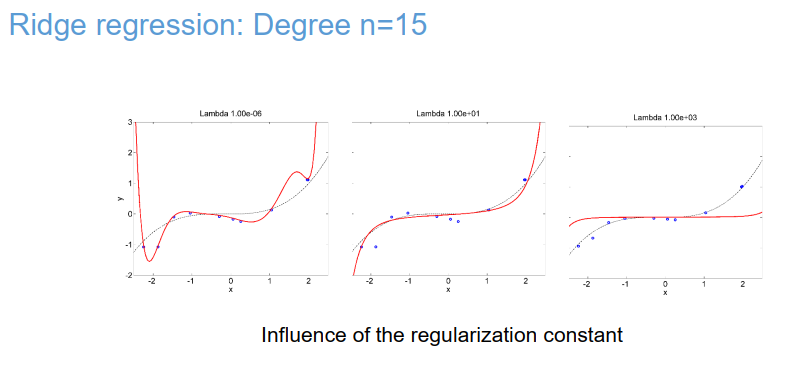 Ridge regression: Degree n=15
Lambda 1.00e-06
Lambda 1.00e+01
Lambda 1.00e+03
3
2
1
0
-1
-2
y
-2 -1 0 1 2
x
-2 -1 0 1 2
x
-2 -1 0 1 2
x
Influence of the regularization constant